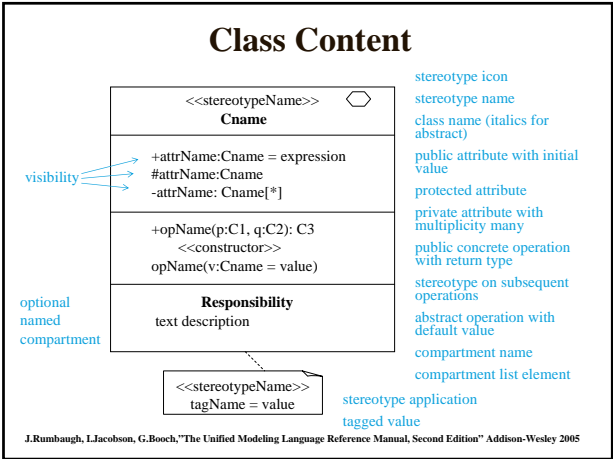 Class Content
<<stereotypeName>>
Cname
+attrName:Cname = expression
#attrName:Cname
-attrName: Cname[*]
+opName(p:C1, q:C2): C3
<<constructor>>
opName(v:Cname = value)
Responsibility
text description
<<stereotypeName>>
tagName = value
visibility
optional
named
compartment
stereotype icon
stereotype name
class name (italics for
abstract)
public attribute with initial
value
protected attribute
private attribute with
multiplicity many
public concrete operation
with return type
stereotype on subsequent
operations
abstract operation with
default value
compartment name
compartment list element
stereotype application
tagged value
J.Rumbaugh, I.Jacobson, G.Booch,”The Unified Modeling Language Reference Manual, Second Edition” Addison-Wesley 2005